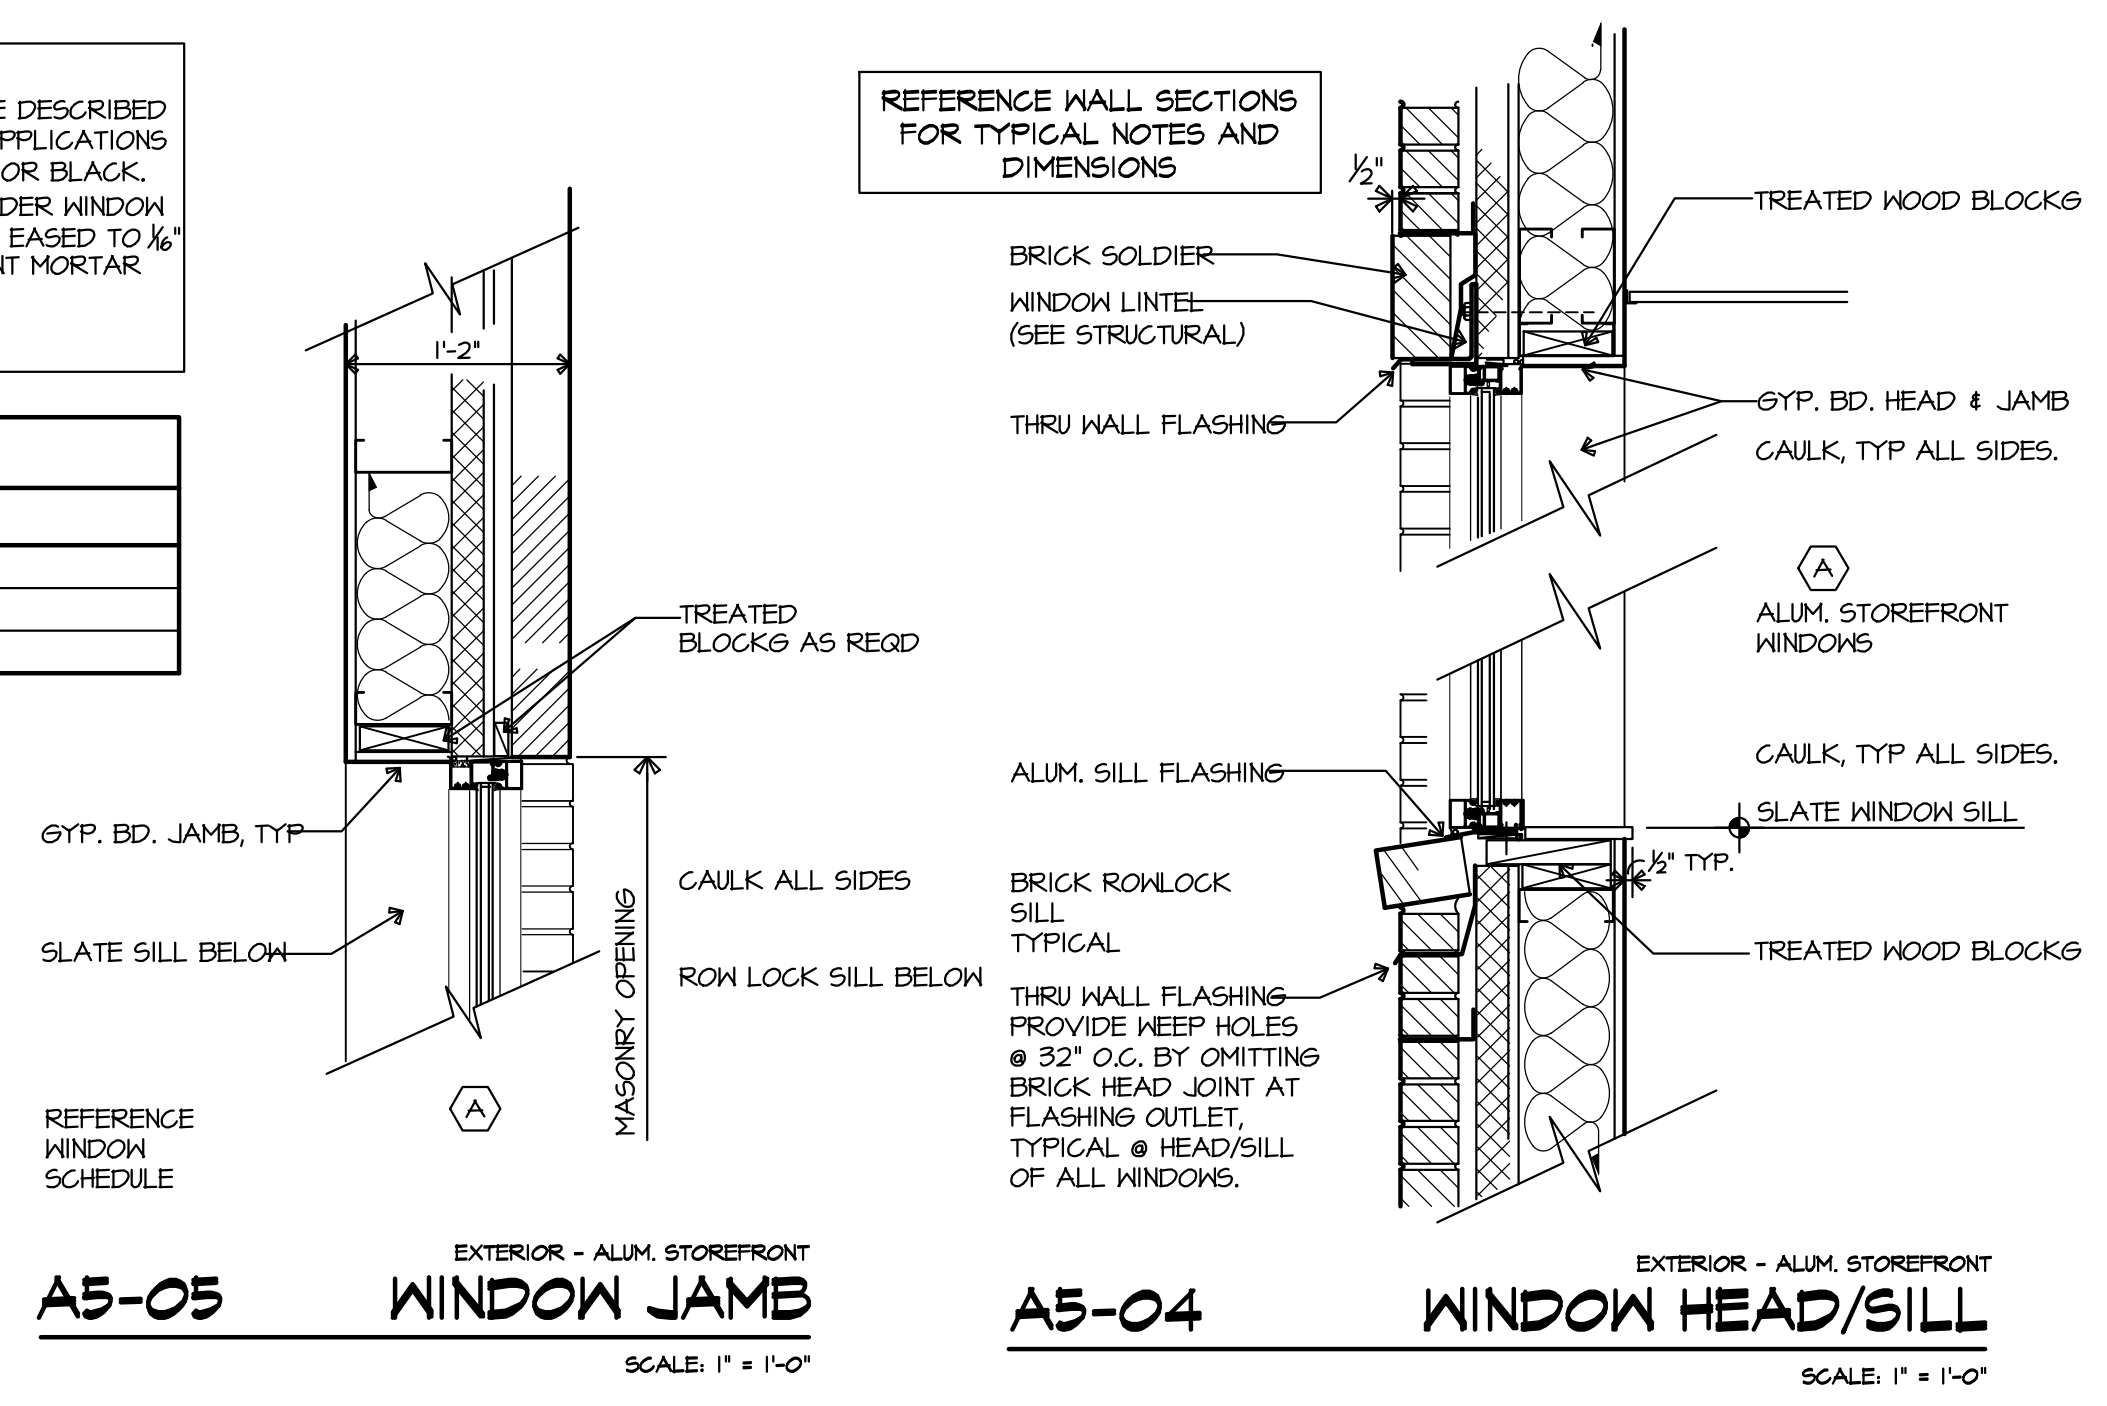 E DESCRIBED
PPLICATIONS
OR BLACK.
DER WINDOW
EASED TO 1/16"
NT MORTAR
1'-2"
TREATED
BLOCKG AS REQD
GYP. BD. JAMB, TYP
CAULK ALL SIDES
SLATE SILL BELOW
ROW LOCK SILL BELOW
MASONRY OPENING
A
REFERENCE
WINDOW
SCHEDULE
EXTERIOR - ALUM. STOREFRONT
A5-05 WINDOW JAMB
SCALE: 1" = 1'-0"
REFERENCE WALL SECTIONS
FOR TYPICAL NOTES AND
DIMENSIONS
1/2"
TREATED WOOD BLOCKG
BRICK SOLDIER
WINDOW LINTEL
(SEE STRUCTURAL)
THRU WALL FLASHING
GYP. BD. HEAD & JAMB
CAULK, TYP ALL SIDES.
A
ALUM. STOREFRONT
WINDOWS
CAULK, TYP ALL SIDES.
ALUM. SILL FLASHING
SLATE WINDOW SILL
1/2" TYP.
BRICK ROWLOCK
SILL
TYPICAL
TREATED WOOD BLOCKG
THRU WALL FLASHING
PROVIDE WEEP HOLES
@ 32" O.C. BY OMITTING
BRICK HEAD JOINT AT
FLASHING OUTLET,
TYPICAL @ HEAD/SILL
OF ALL WINDOWS.
EXTERIOR - ALUM. STOREFRONT
A5-04 WINDOW HEAD/SILL
SCALE: 1" = 1'-0"